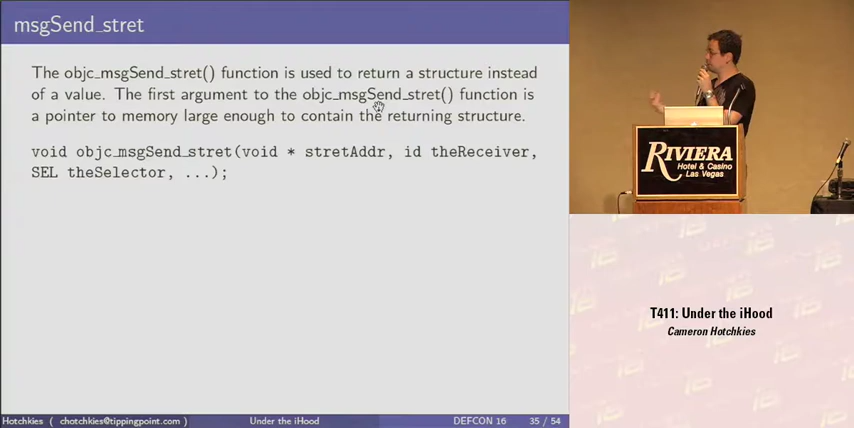 msgSend_stret
The objc_msgSend_stret() function is used to return a structure instead
of a value. The first argument to the objc_msgSend_stret() function is
a pointer to memory large enough to contain the returning structure.
void objc_msgSend_stret(void * stretAddr, id theReceiver,
SEL theSelector, ...);
Hotchkies ( chotchkies@tippingpoint.com ) Under the iHood DEFCON 16 35 / 54
RIVIERA
Hotel & Casino
Las Vegas
T411: Under the iHood
Cameron Hotchkies